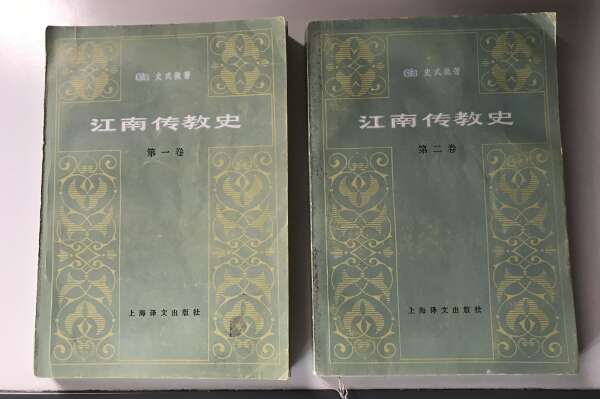 [法] 史式徽著
江南传教史
第一卷
上海译文出版社
[法] 史式徽著
江南传教史
第二卷
上海译文出版社